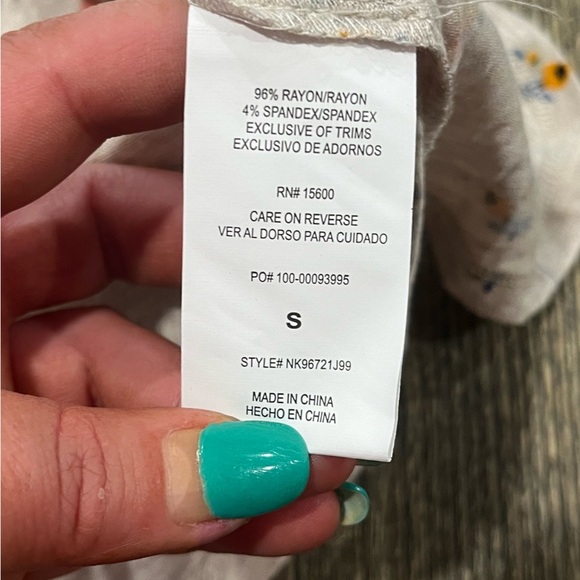 96% RAYON/RAYON
4% SPANDEX/SPANDEX
EXCLUSIVE OF TRIMS
EXCLUSIVO DE ADORNOS
RN# 15600
CARE ON REVERSE
VER AL DORSO PARA CUIDADO
PO# 100-00093995
S
STYLE# NK96721J99
MADE IN CHINA
HECHO EN CHINA